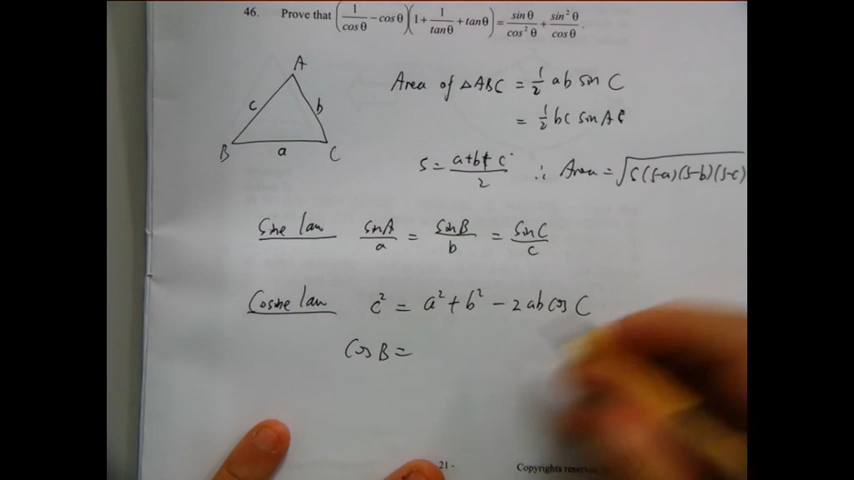 46. Prove that (1/cosθ − cosθ)(1 + 1/tanθ + tanθ) = sinθ/cos²θ + sin²θ/cosθ .
A
Area of △ABC = 1/2 ab sin C
c b
= 1/2 bc sin A
B a C
s = a+b+c/2 ∴ Area = √s(s-a)(s-b)(s-c)
Sine law sinA/a = sinB/b = sinC/c
Cosine law c² = a² + b² − 2ab cos C
Cos B =
21 - Copyrights